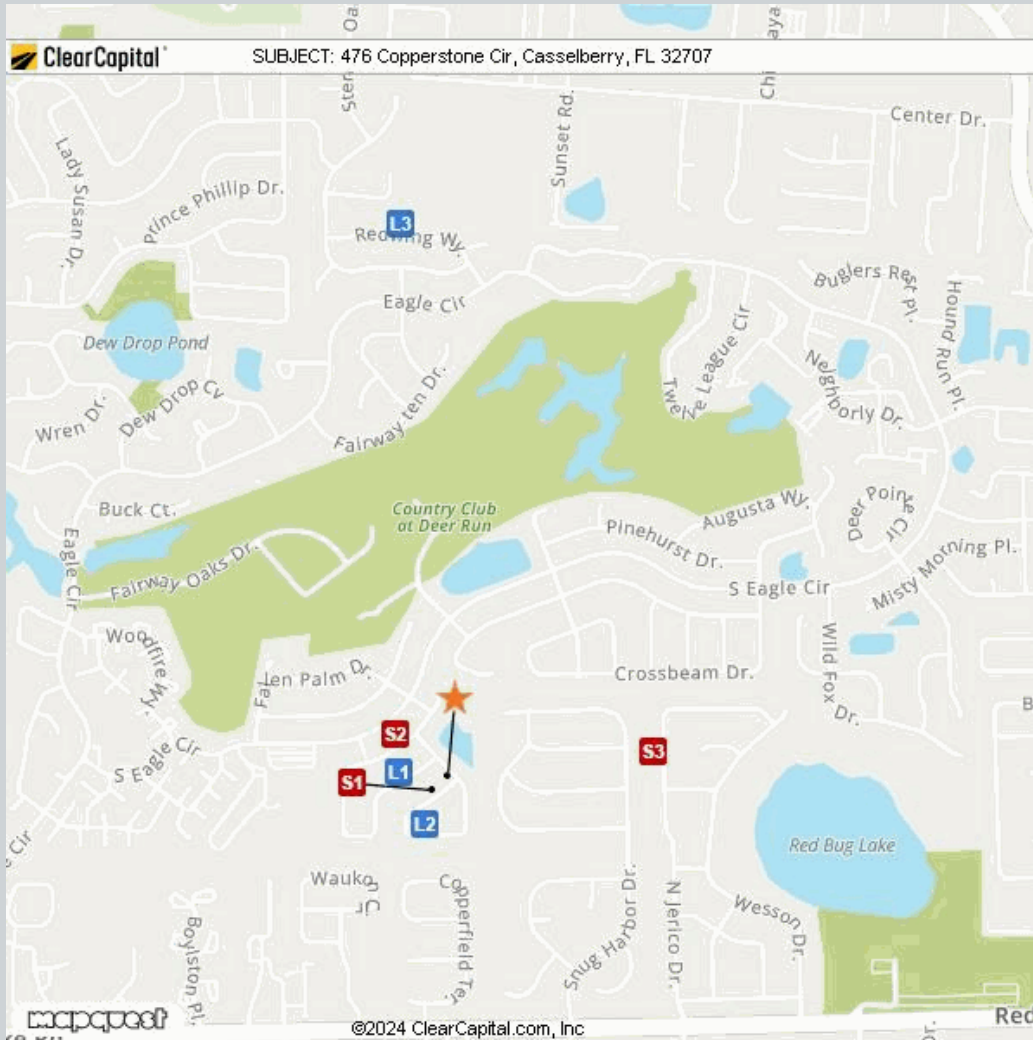 ClearCapital
SUBJECT: 476 Copperstone Cir, Casselberry, FL 32707
Center Dr.
Sunset Rd.
Lady Susan Dr.
Prince Phillip Dr.
L3
Redwing Wy.
Eagle Cir
Buglers Rest Pl.
Hound Run Pl.
Dew Drop Pond
Twelve League Cir
Neighborly Dr.
Wren Dr.
Dew Drop Cv
Fairway ten Dr.
Buck Ct.
Country Club
at Deer Run
Augusta Wy.
Pinehurst Dr.
Deer Pointe Cir
Misty Morning Pl.
Eagle Cir
Fairway Oaks Dr.
S Eagle Cir
Woodfire Wy.
Fallen Palm Dr.
Crossbeam Dr.
Wild Fox Dr.
S2
S3
S Eagle Cir
L1
S1
L2
Red Bug Lake
Waukon Cir
Copperfield Ter.
Snug Harbor Dr.
N Jerico Dr.
Wesson Dr.
Boylston Pl.
mapquest
©2024 ClearCapital.com, Inc
Red